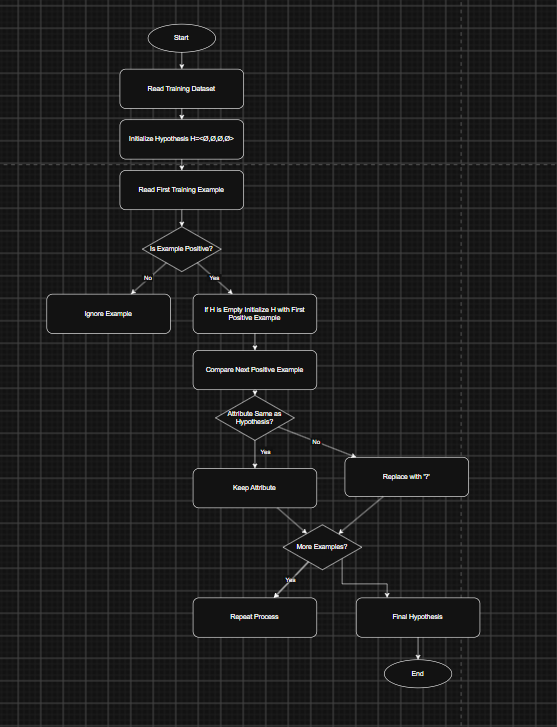 Start
Read Training Dataset
Initialize Hypothesis H=<Ø,Ø,Ø,Ø>
Read First Training Example
Is Example Positive?
No
Yes
Ignore Example
If H is Empty Initialize H with First
Positive Example
Compare Next Positive Example
Attribute Same as
Hypothesis?
No
Yes
Keep Attribute
Replace with '?'
More Examples?
Yes
Repeat Process
Final Hypothesis
End